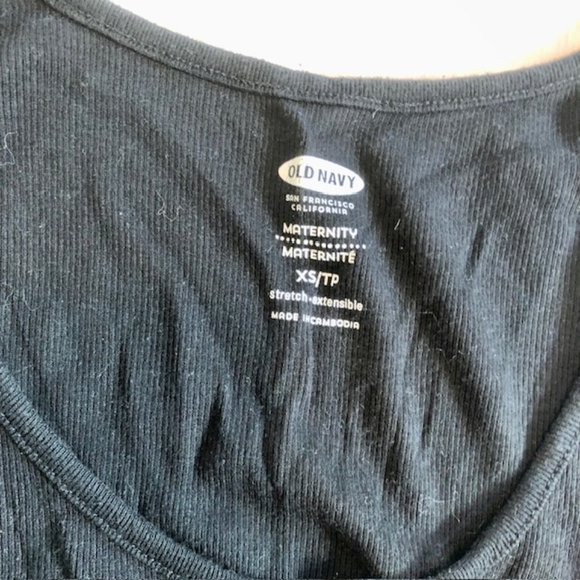 OLD NAVY
SAN FRANCISCO
CALIFORNIA
MATERNITY
MATERNITÉ
XS/TP
stretch•extensible
MADE IN CAMBODIA